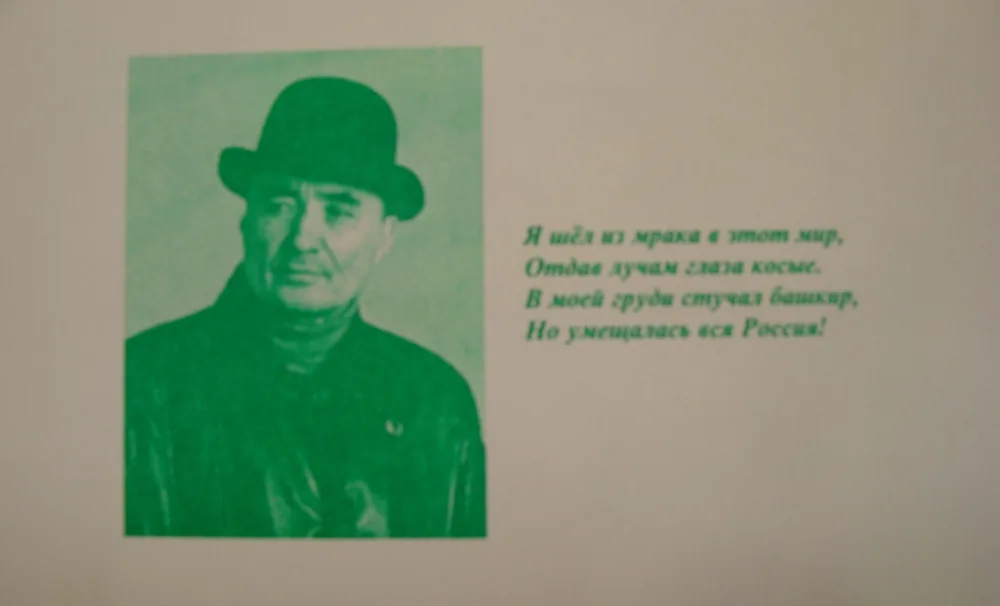 Я шёл из мрака в этот мир,
Отдав лучам глаза косые.
В моей груди стучал башкир,
Но умещалась вся Россия!